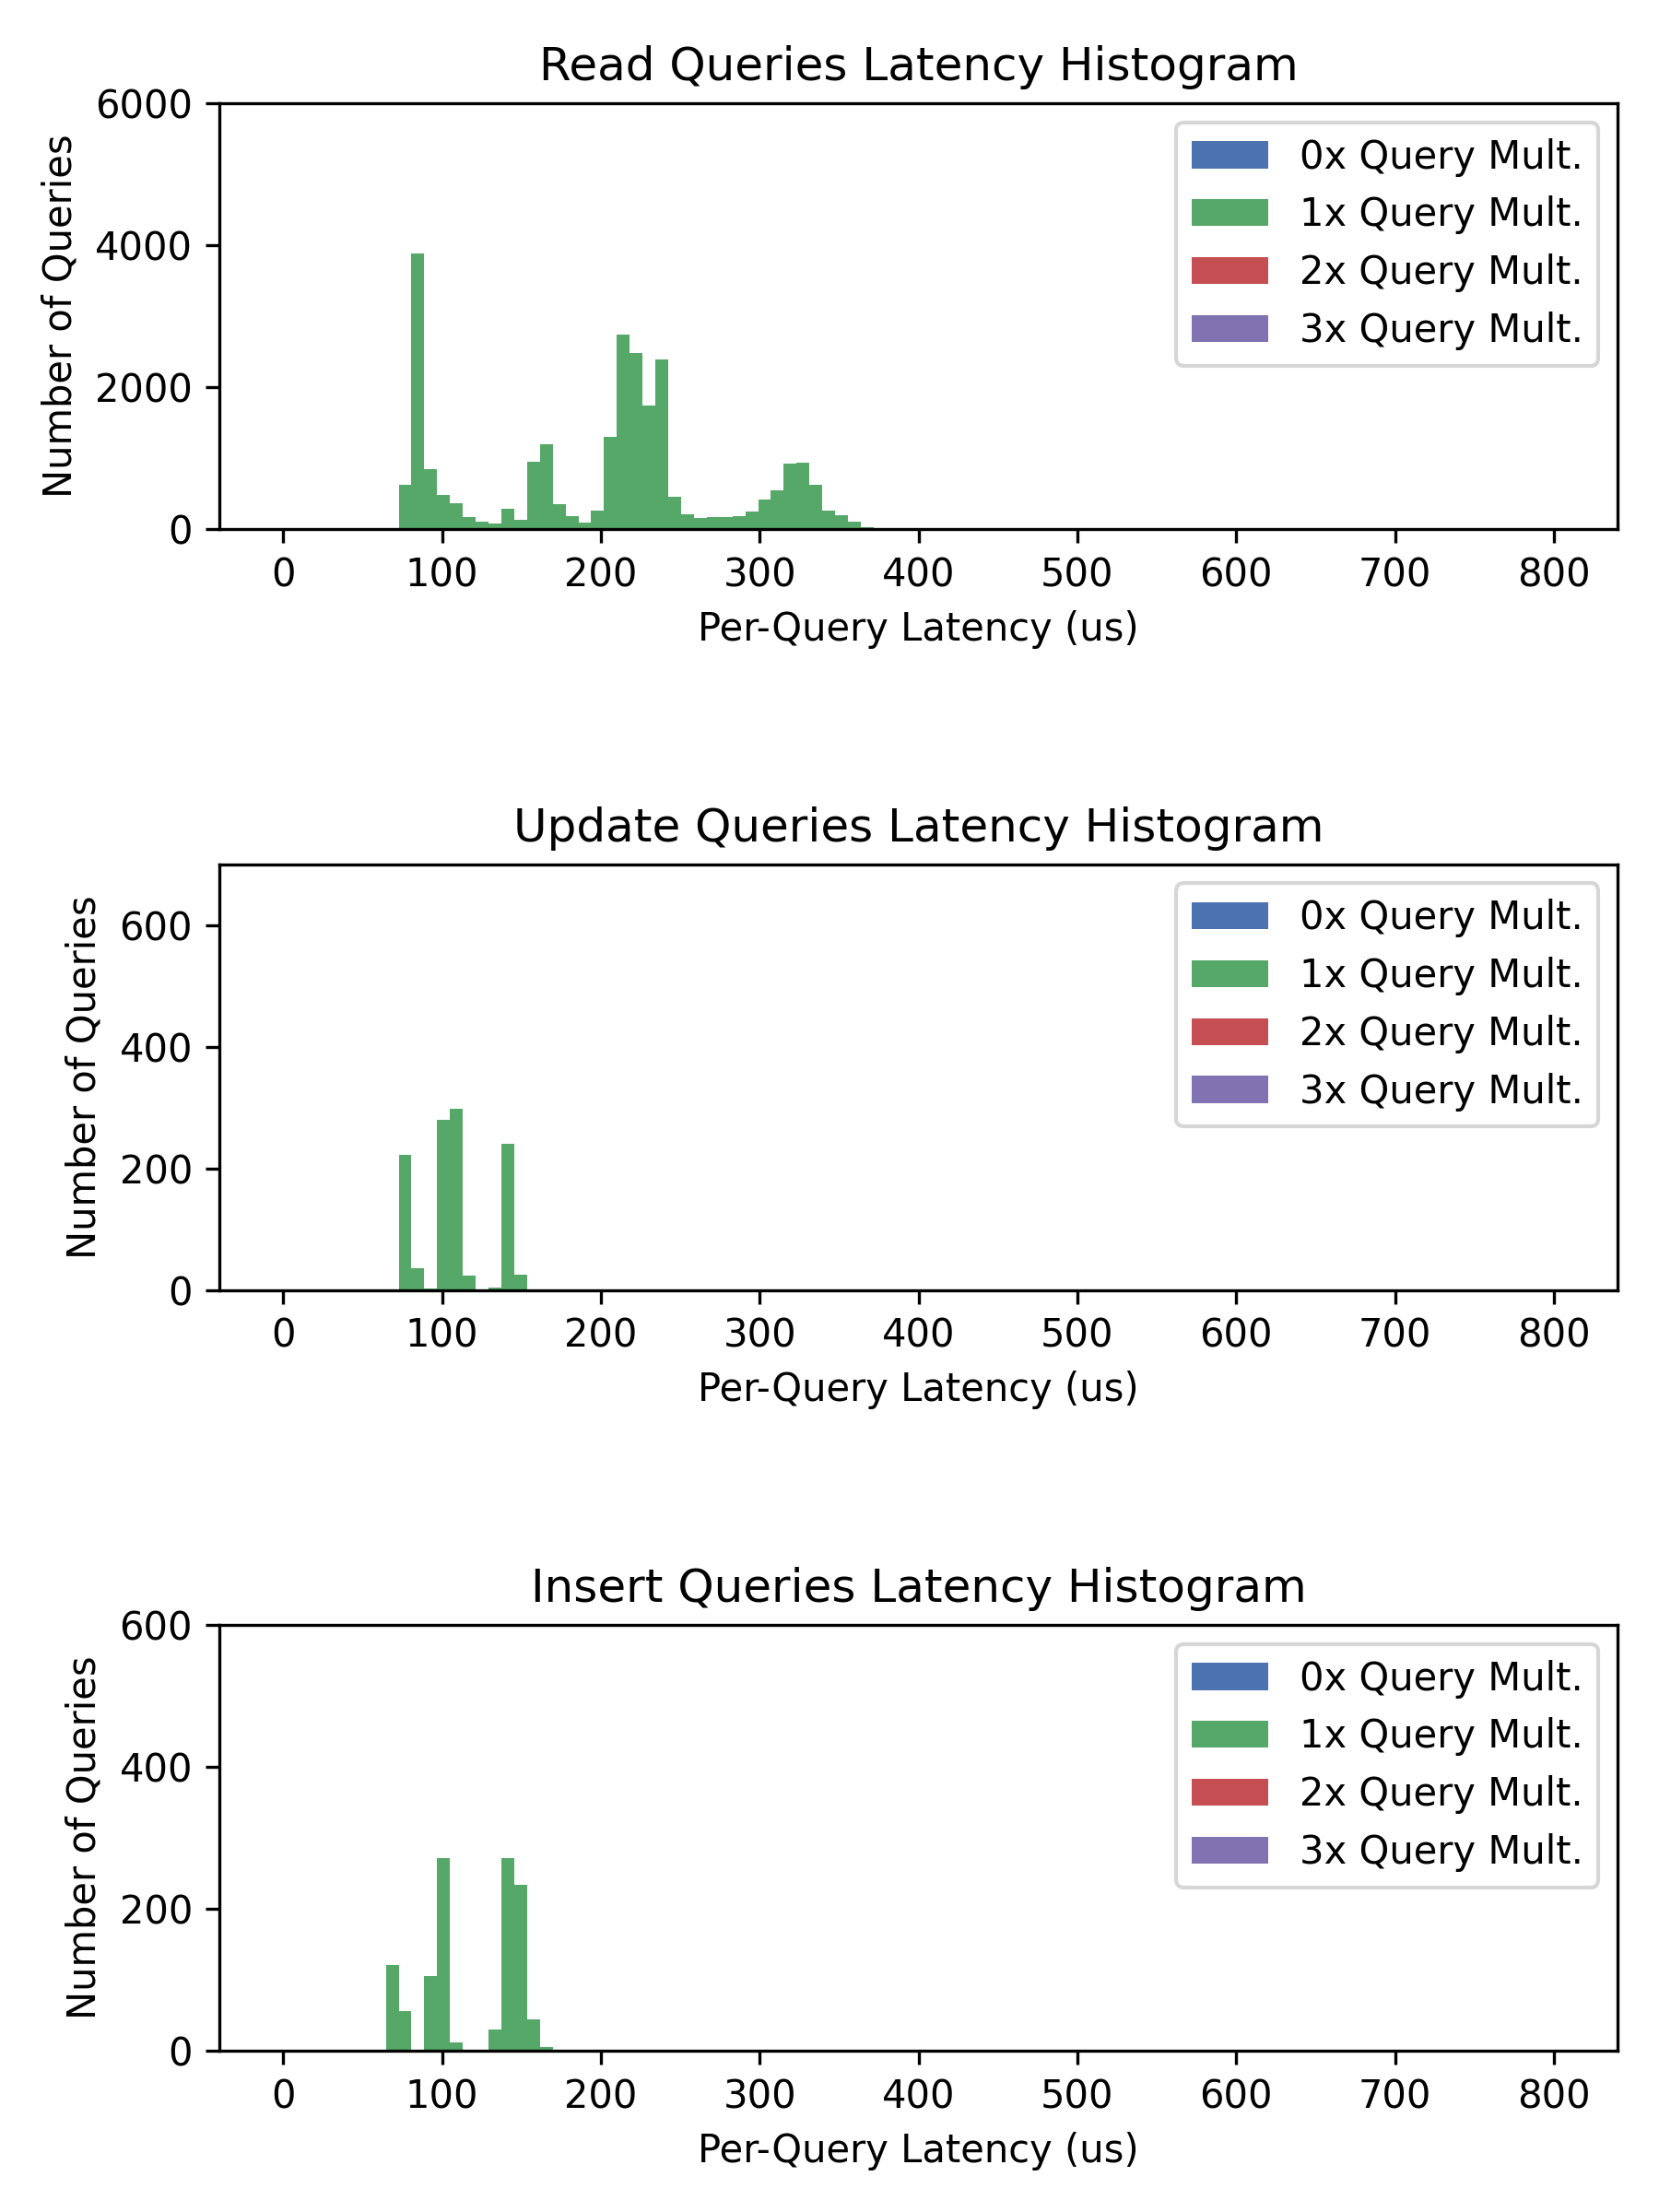 Read Queries Latency Histogram
6000
4000
2000
0
Number of Queries
0x Query Mult.
1x Query Mult.
2x Query Mult.
3x Query Mult.
0 100 200 300 400 500 600 700 800
Per-Query Latency (us)
Update Queries Latency Histogram
600
400
200
0
Number of Queries
0x Query Mult.
1x Query Mult.
2x Query Mult.
3x Query Mult.
0 100 200 300 400 500 600 700 800
Per-Query Latency (us)
Insert Queries Latency Histogram
600
400
200
0
Number of Queries
0x Query Mult.
1x Query Mult.
2x Query Mult.
3x Query Mult.
0 100 200 300 400 500 600 700 800
Per-Query Latency (us)